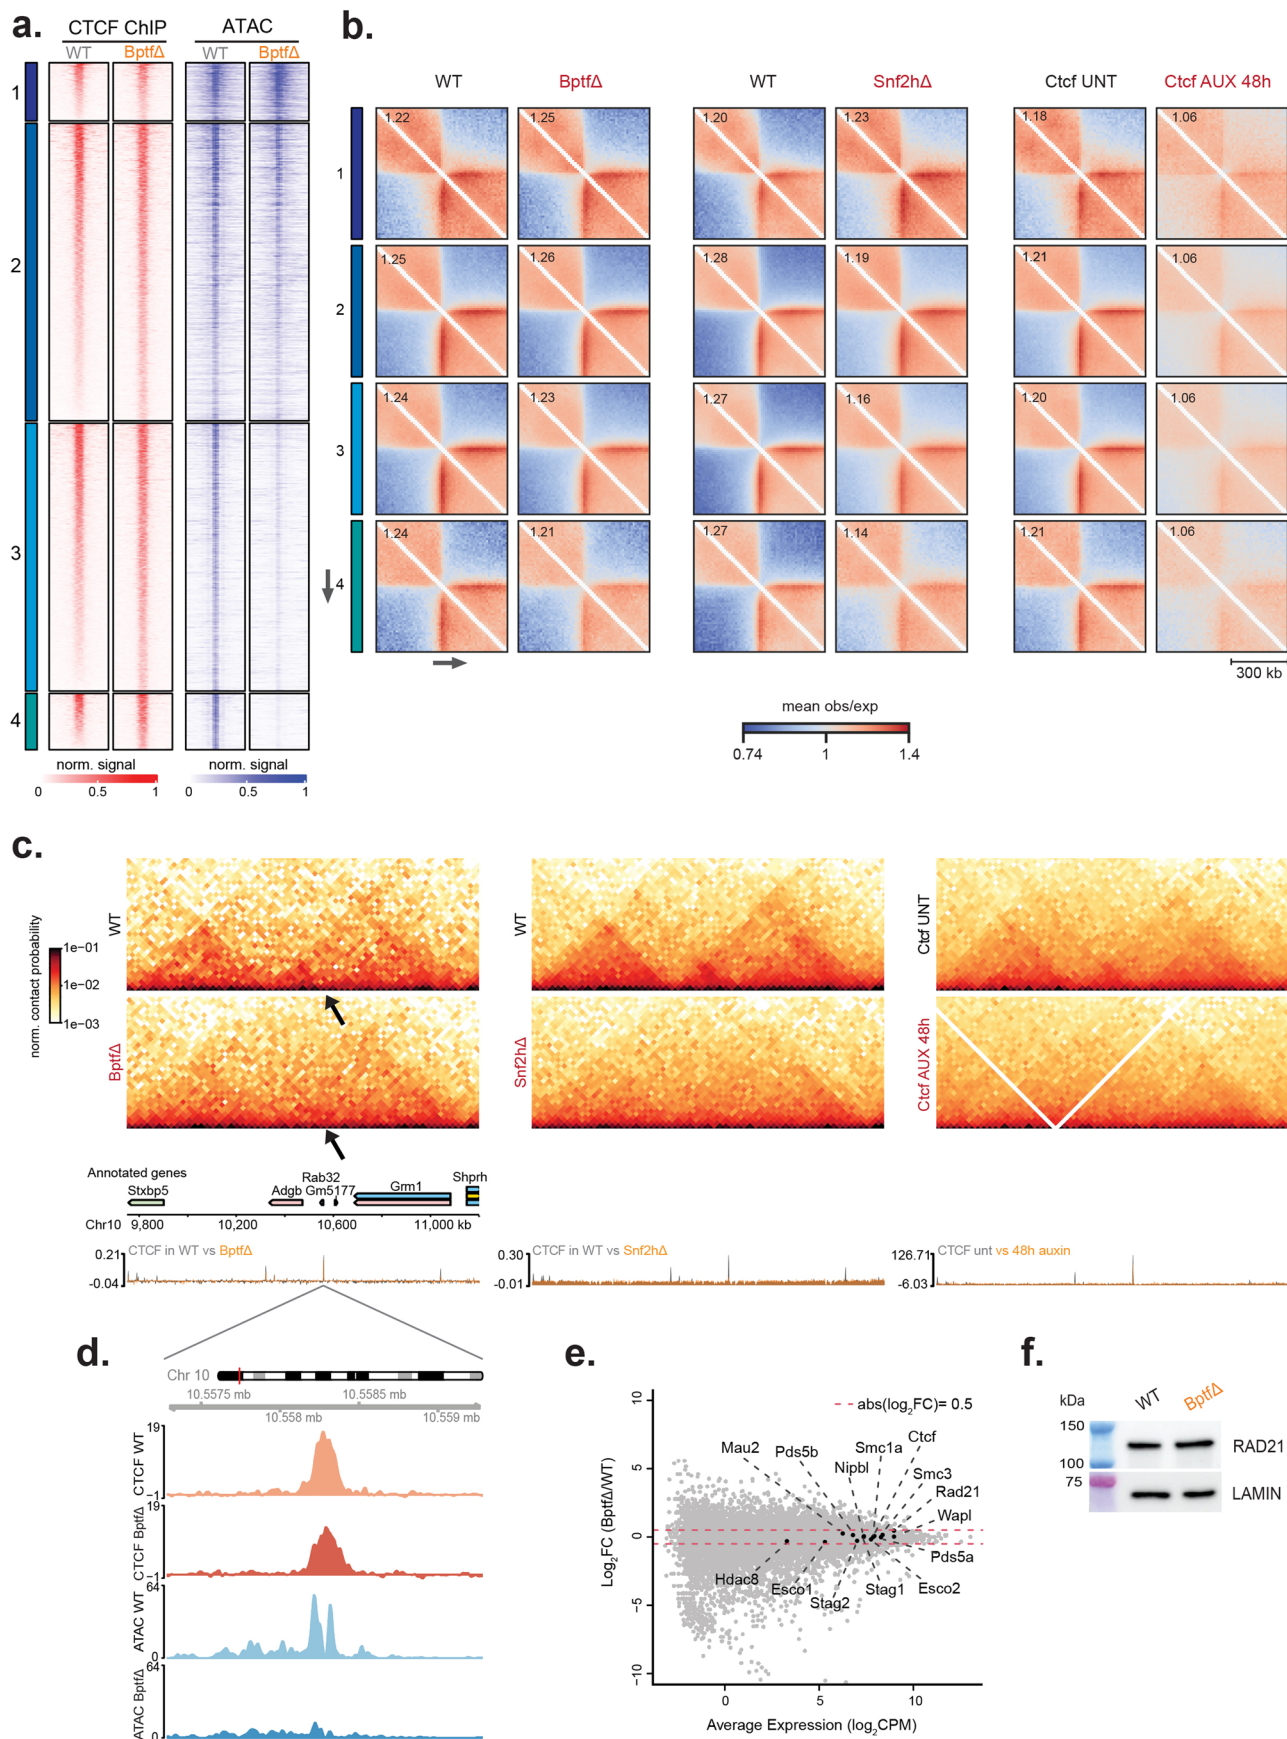 a.
CTCF ChIP ATAC
WT BptfΔ WT BptfΔ
1
2
3
4
norm. signal norm. signal
0 0.5 1 0 0.5 1
b.
WT BptfΔ WT Snf2hΔ Ctcf UNT Ctcf AUX 48h
1 1.22 1.25 1.20 1.23 1.18 1.06
2 1.25 1.26 1.28 1.19 1.21 1.06
3 1.24 1.23 1.27 1.16 1.20 1.06
4 1.24 1.21 1.27 1.14 1.21 1.06
300 kb
mean obs/exp
0.74 1 1.4
c.
norm. contact probability
1e−01
1e−02
1e−03
WT WT Ctcf UNT
BptfΔ Snf2hΔ Ctcf AUX 48h
Annotated genes
Stxbp5 Adgb Rab32 Gm5177 Grm1 Shprh
Chr10 9,800 10,200 10,600 11,000 kb
CTCF in WT vs BptfΔ
0.21
-0.04
CTCF in WT vs Snf2hΔ
0.30
-0.01
CTCF unt vs 48h auxin
126.71
-6.03
d.
Chr 10
10.5575 mb 10.5585 mb
10.558 mb 10.559 mb
CTCF WT
19
−1
CTCF BptfΔ
19
−1
ATAC WT
64
0
ATAC BptfΔ
64
0
e.
abs(log2FC)= 0.5
Log2FC (BptfΔ/WT)
10
5
0
−5
−10
Mau2 Pds5b Nipbl Smc1a Ctcf
Smc3
Rad21
Wapl
Pds5a
Hdac8 Esco1 Stag2 Stag1 Esco2
0 5 10
Average Expression (log2CPM)
f.
kDa WT BptfΔ
150
100
75
RAD21
LAMIN